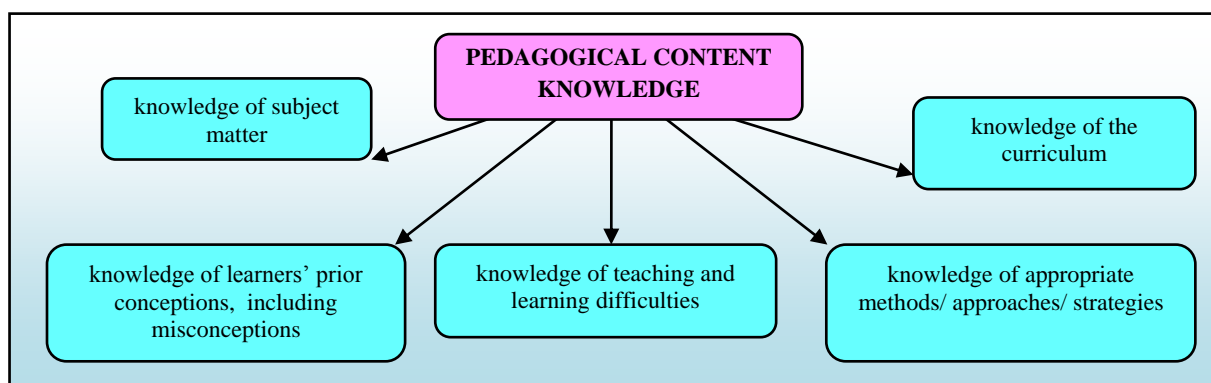 PEDAGOGICAL CONTENT
KNOWLEDGE
knowledge of subject
matter
knowledge of the
curriculum
knowledge of learners’ prior
conceptions, including
misconceptions
knowledge of teaching and
learning difficulties
knowledge of appropriate
methods/ approaches/ strategies